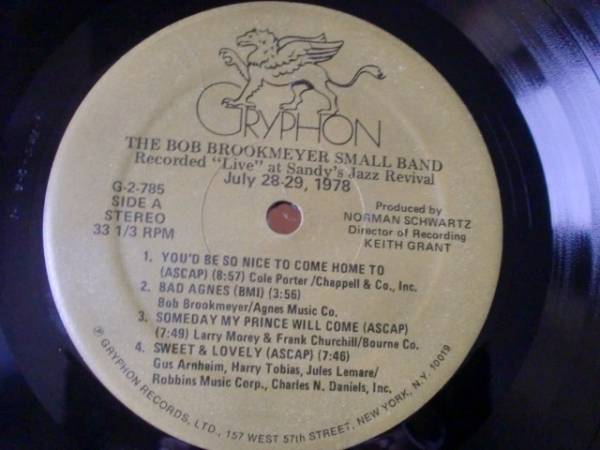 GRYPHON
THE BOB BROOKMEYER SMALL BAND
Recorded "Live" at Sandy's Jazz Revival
July 28-29, 1978
G-2-785
SIDE A
STEREO
33 1/3 RPM
Produced by
NORMAN SCHWARTZ
Director of Recording
KEITH GRANT
1. YOU'D BE SO NICE TO COME HOME TO
(ASCAP) (8:57) Cole Porter/Chappell & Co., Inc.
2. BAD AGNES (BMI) (3:56)
Bob Brookmeyer/Agnes Music Co.
3. SOMEDAY MY PRINCE WILL COME (ASCAP)
(7:49) Larry Morey & Frank Churchill/Bourne Co.
4. SWEET & LOVELY (ASCAP) (7:46)
Gus Arnheim, Harry Tobias, Jules Lemare/
Robbins Music Corp., Charles N. Daniels, Inc.
℗ GRYPHON RECORDS, LTD., 157 WEST 57th STREET, NEW YORK, N.Y. 10019